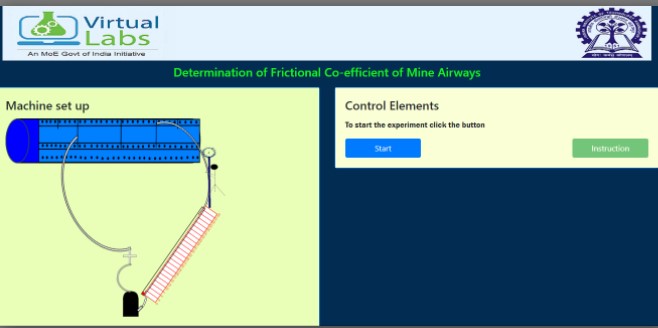 Virtual
Labs
An MoE Govt of India Initiative
Determination of Frictional Co-efficient of Mine Airways
Machine set up
Control Elements
To start the experiment click the button
Start
Instruction